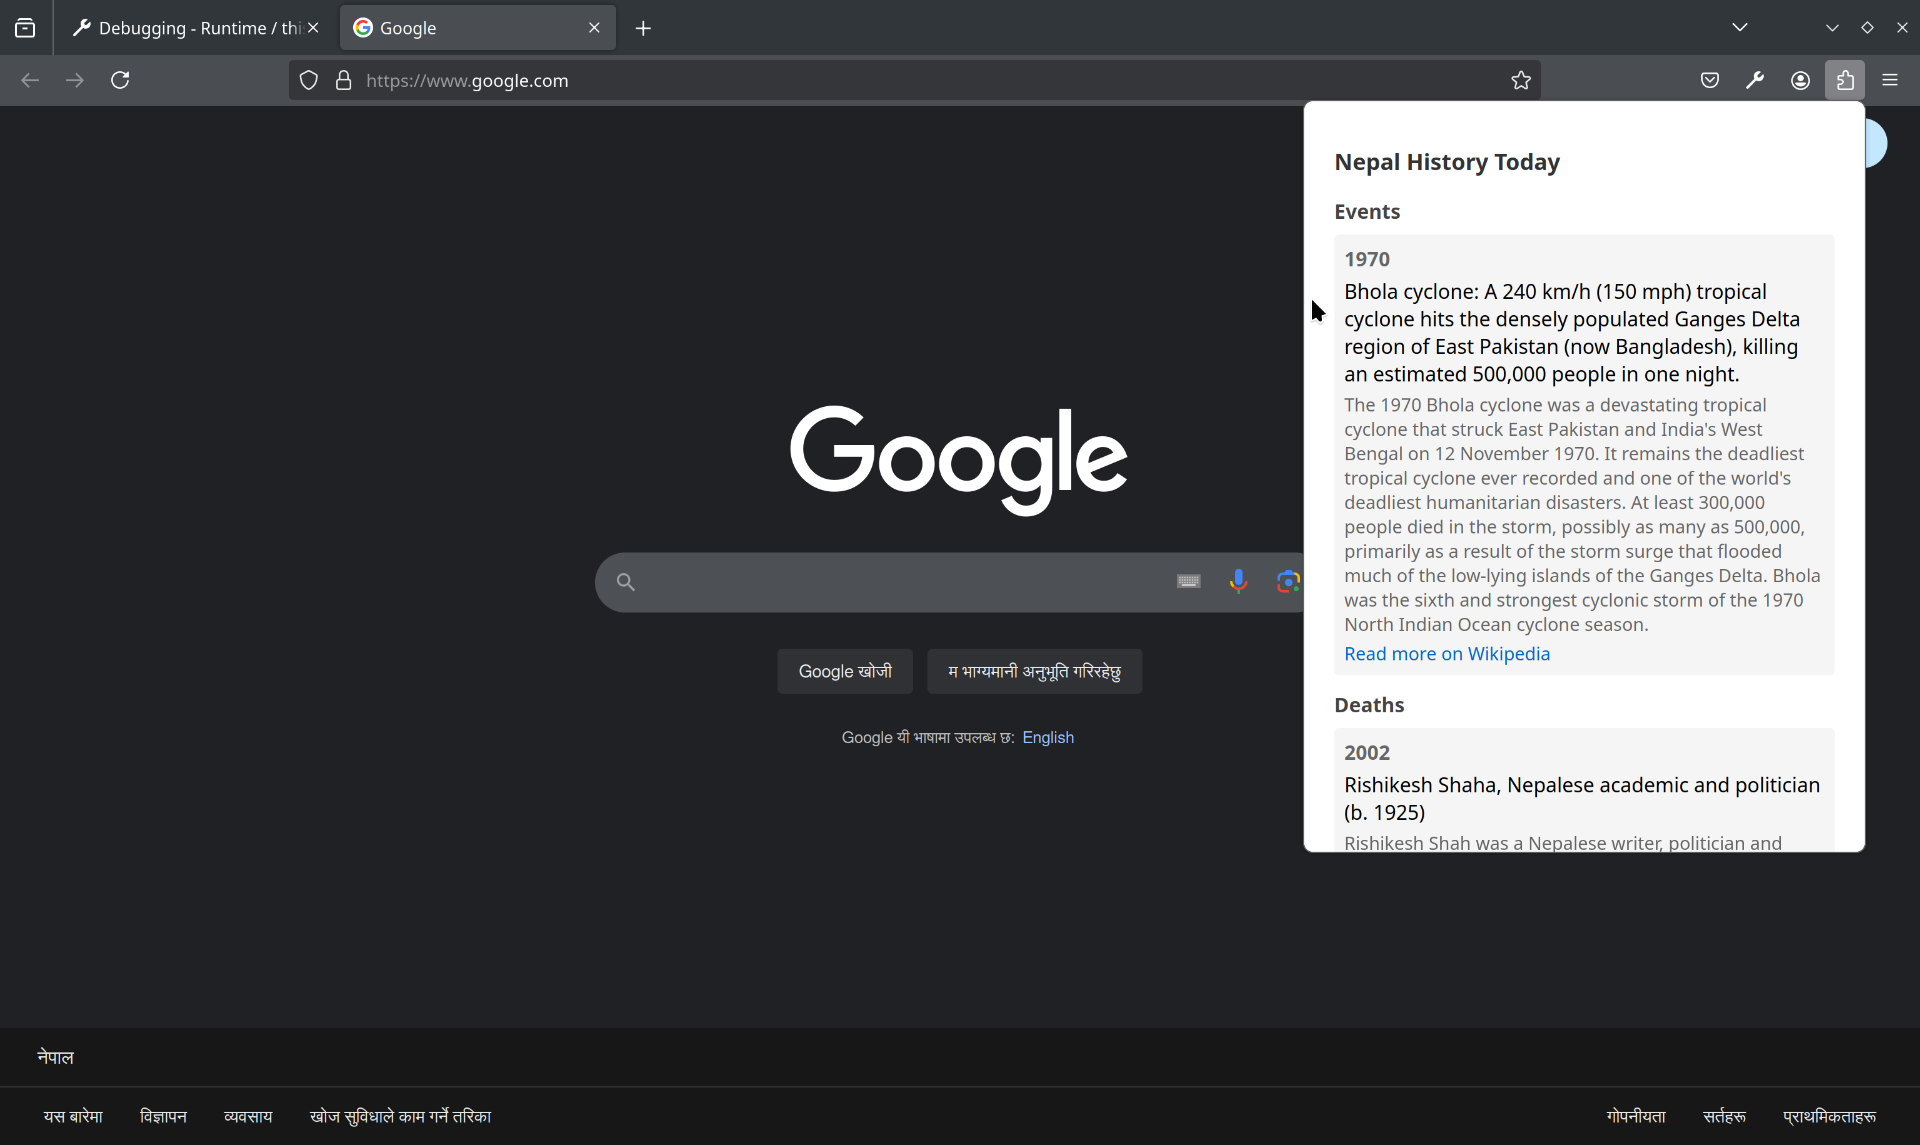 Debugging - Runtime / thi
Google
https://www.google.com
Nepal History Today
Events
1970
Bhola cyclone: A 240 km/h (150 mph) tropical
cyclone hits the densely populated Ganges Delta
region of East Pakistan (now Bangladesh), killing
an estimated 500,000 people in one night.
The 1970 Bhola cyclone was a devastating tropical
cyclone that struck East Pakistan and India's West
Bengal on 12 November 1970. It remains the deadliest
tropical cyclone ever recorded and one of the world's
deadliest humanitarian disasters. At least 300,000
people died in the storm, possibly as many as 500,000,
primarily as a result of the storm surge that flooded
much of the low-lying islands of the Ganges Delta. Bhola
was the sixth and strongest cyclonic storm of the 1970
North Indian Ocean cyclone season.
Read more on Wikipedia
Deaths
2002
Rishikesh Shaha, Nepalese academic and politician
(b. 1925)
Rishikesh Shah was a Nepalese writer, politician and
Google
Google खोजी
म भाग्यमानी अनुभूति गरिरहेछु
Google यी भाषामा उपलब्ध छ: English
नेपाल
यस बारेमा विज्ञापन व्यवसाय खोज सुविधाले काम गर्ने तरिका
गोपनीयता सर्तहरू प्राथमिकताहरू